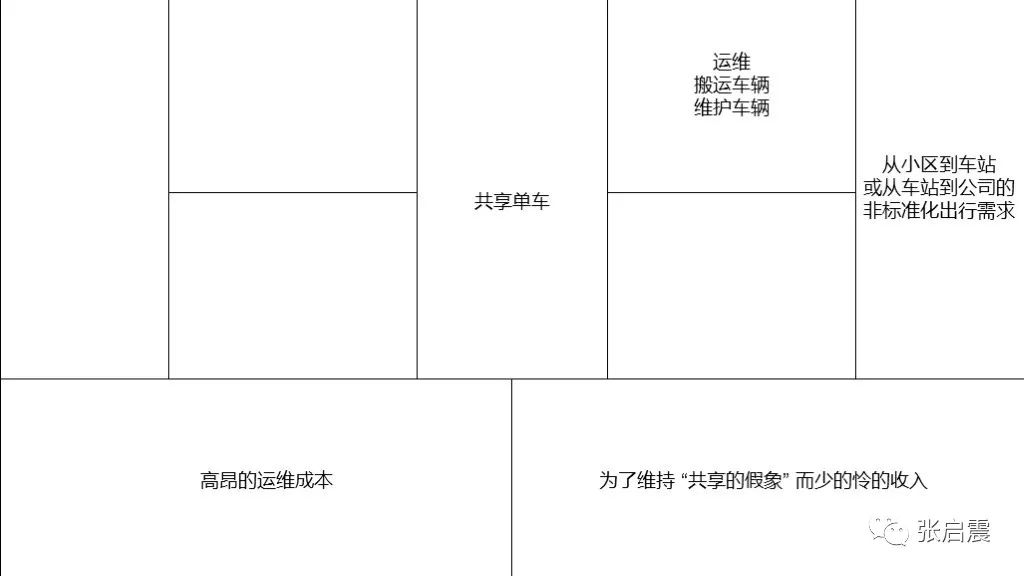 运维
搬运车辆
维护车辆
共享单车
从小区到车站
或从车站到公司的
非标准化出行需求
高昂的运维成本
为了维持 “共享的假象” 而少的怜的收入
张启震